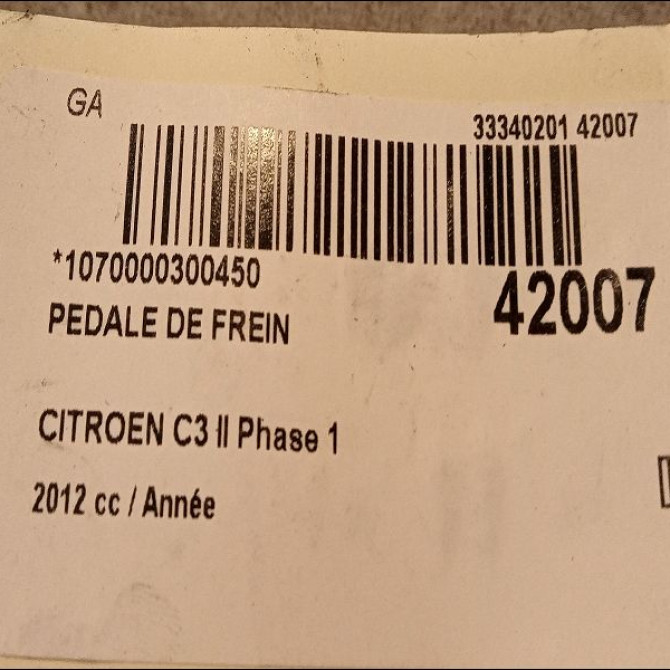 GA
33340201 42007
*1070000300450
42007
PEDALE DE FREIN
CITROEN C3 II Phase 1
2012 cc / Année